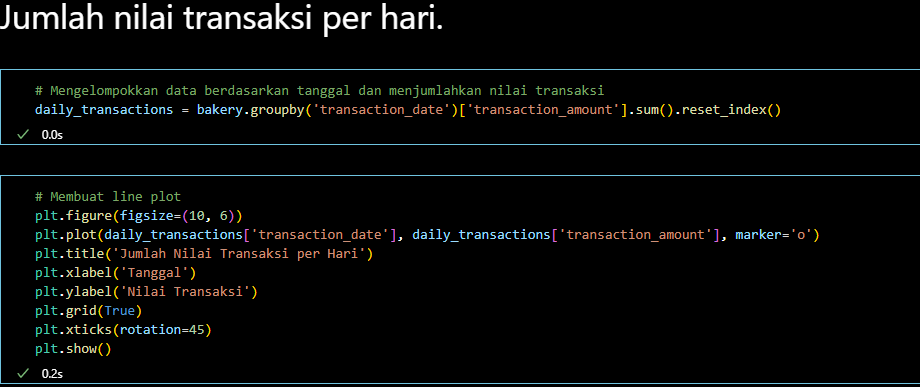 Jumlah nilai transaksi per hari.
# Mengelompokkan data berdasarkan tanggal dan menjumlahkan nilai transaksi
daily_transactions = bakery.groupby('transaction_date')['transaction_amount'].sum().reset_index()
0.0s
# Membuat line plot
plt.figure(figsize=(10, 6))
plt.plot(daily_transactions['transaction_date'], daily_transactions['transaction_amount'], marker='o')
plt.title('Jumlah Nilai Transaksi per Hari')
plt.xlabel('Tanggal')
plt.ylabel('Nilai Transaksi')
plt.grid(True)
plt.xticks(rotation=45)
plt.show()
0.2s